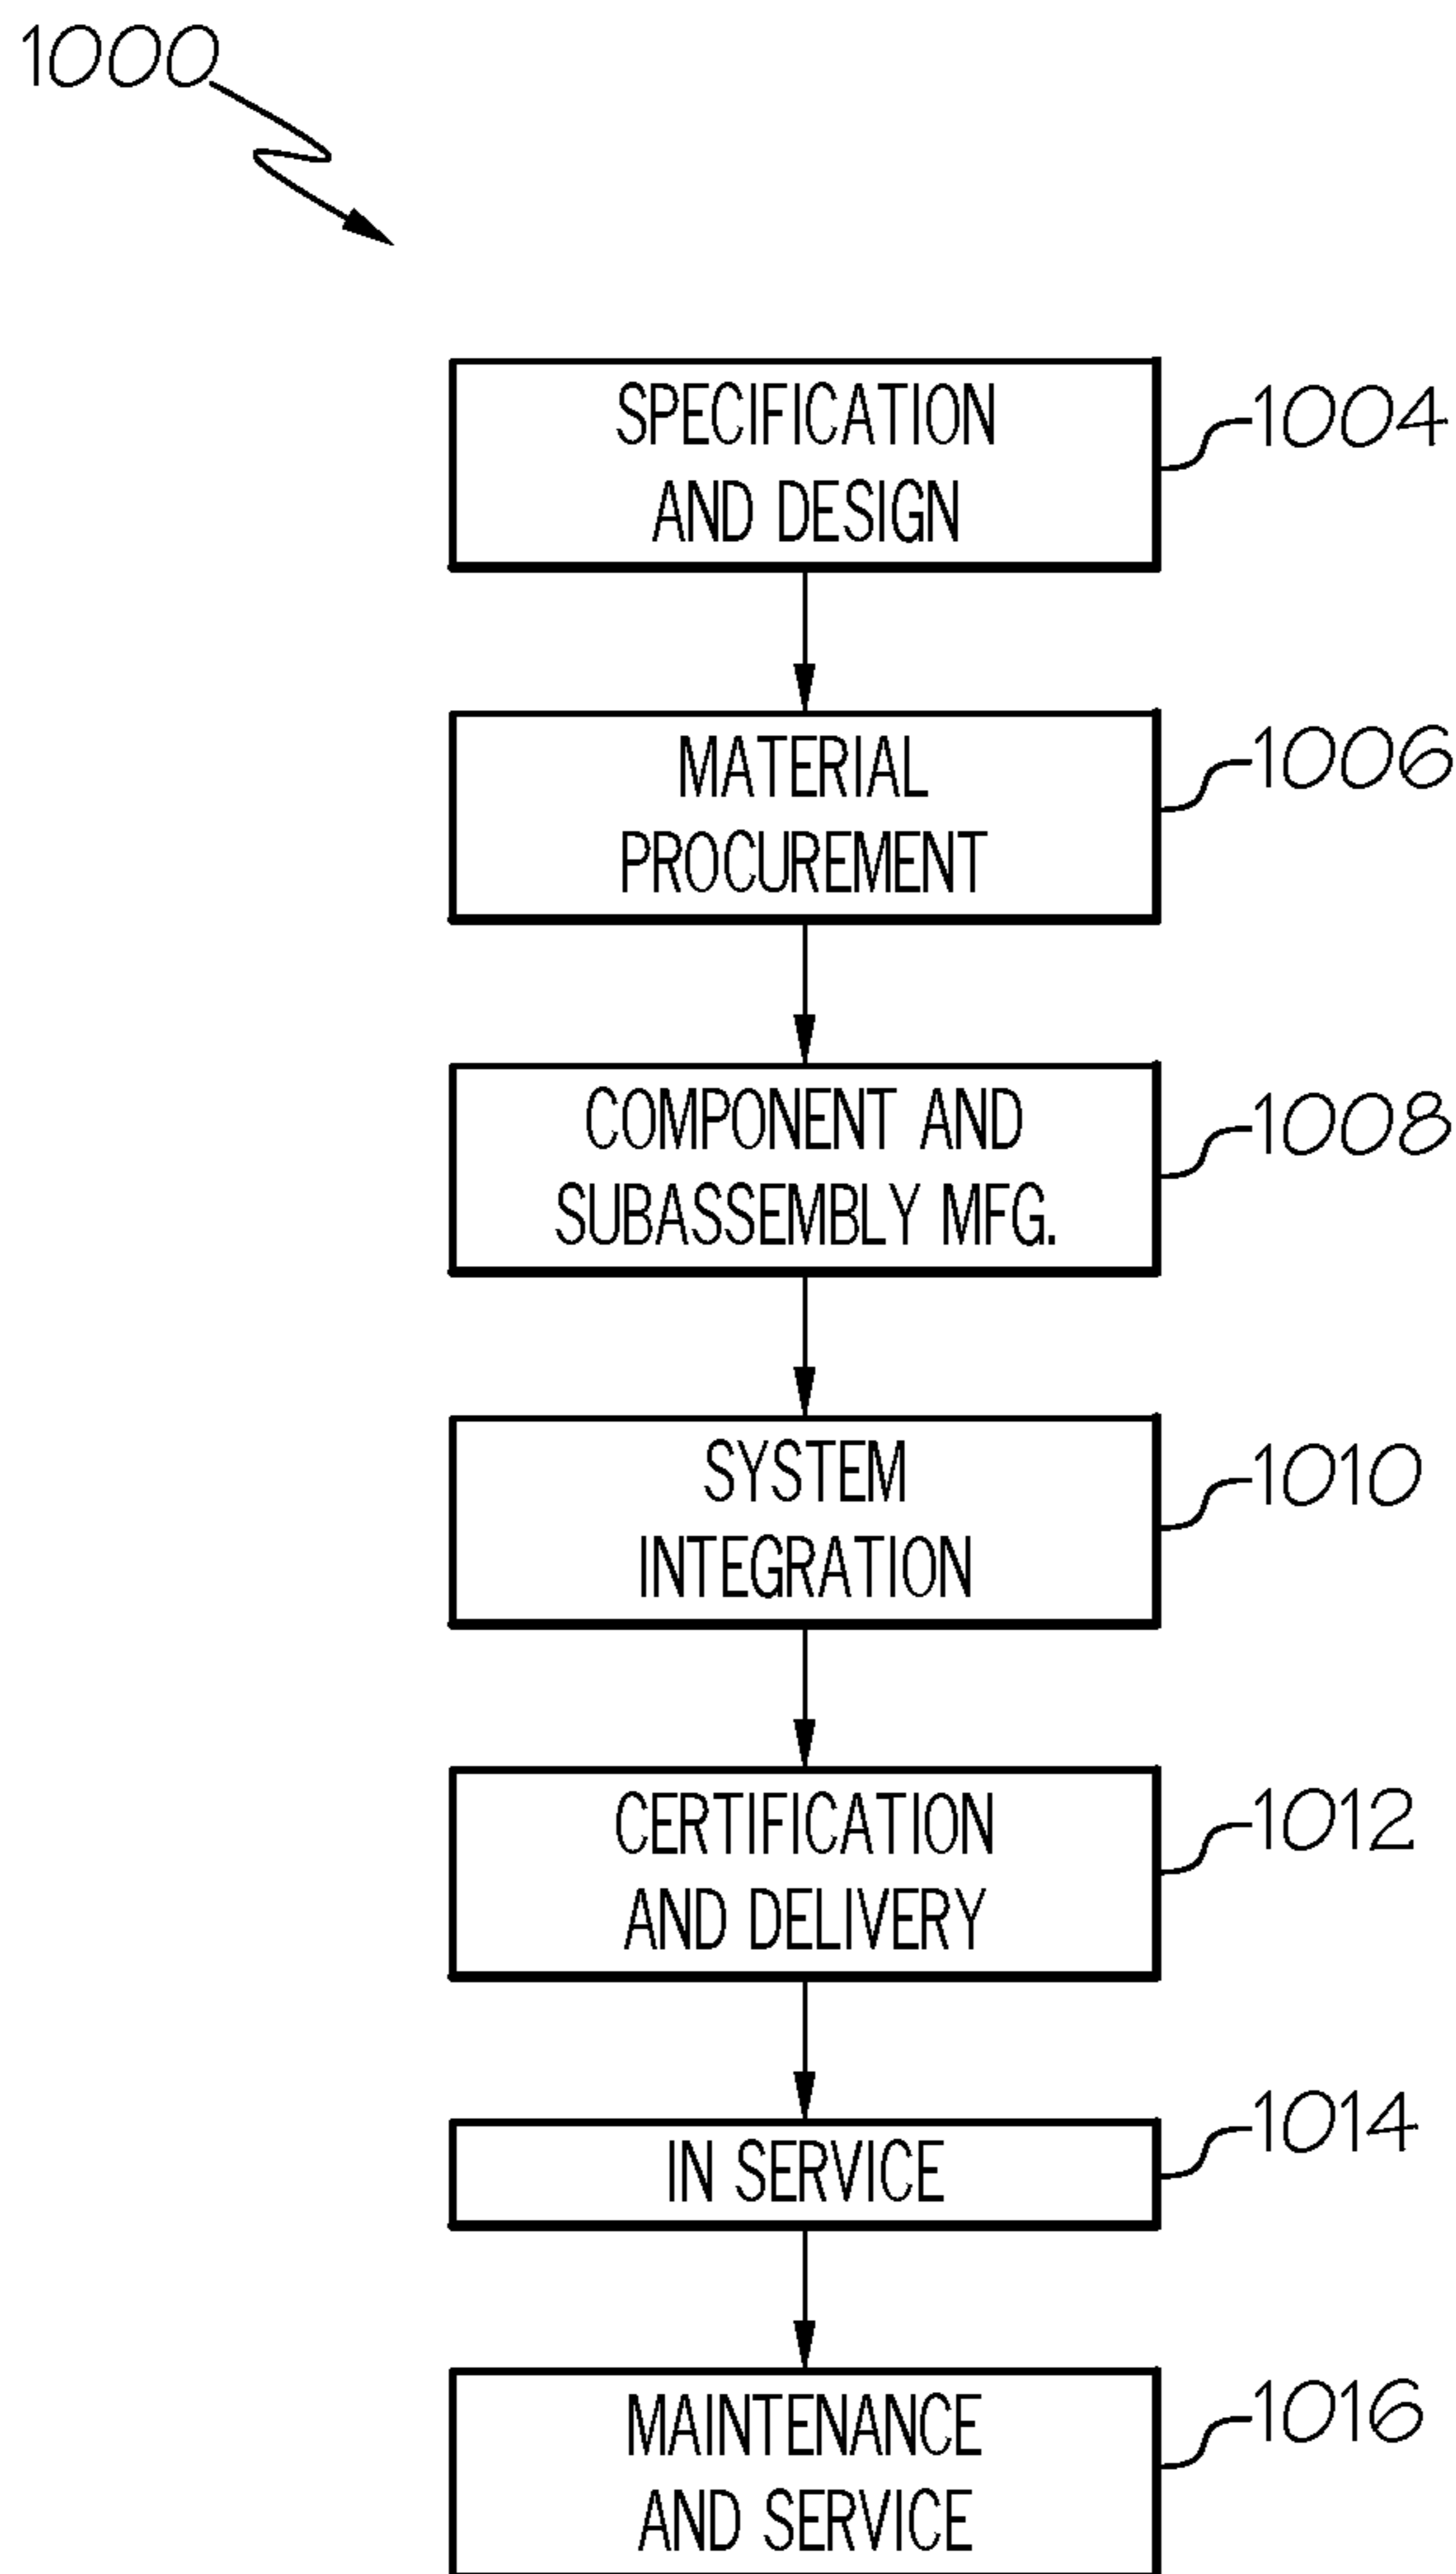 1000
SPECIFICATION
AND DESIGN
1004
MATERIAL
PROCUREMENT
1006
COMPONENT AND
SUBASSEMBLY MFG.
1008
SYSTEM
INTEGRATION
1010
CERTIFICATION
AND DELIVERY
1012
IN SERVICE
1014
MAINTENANCE
AND SERVICE
1016